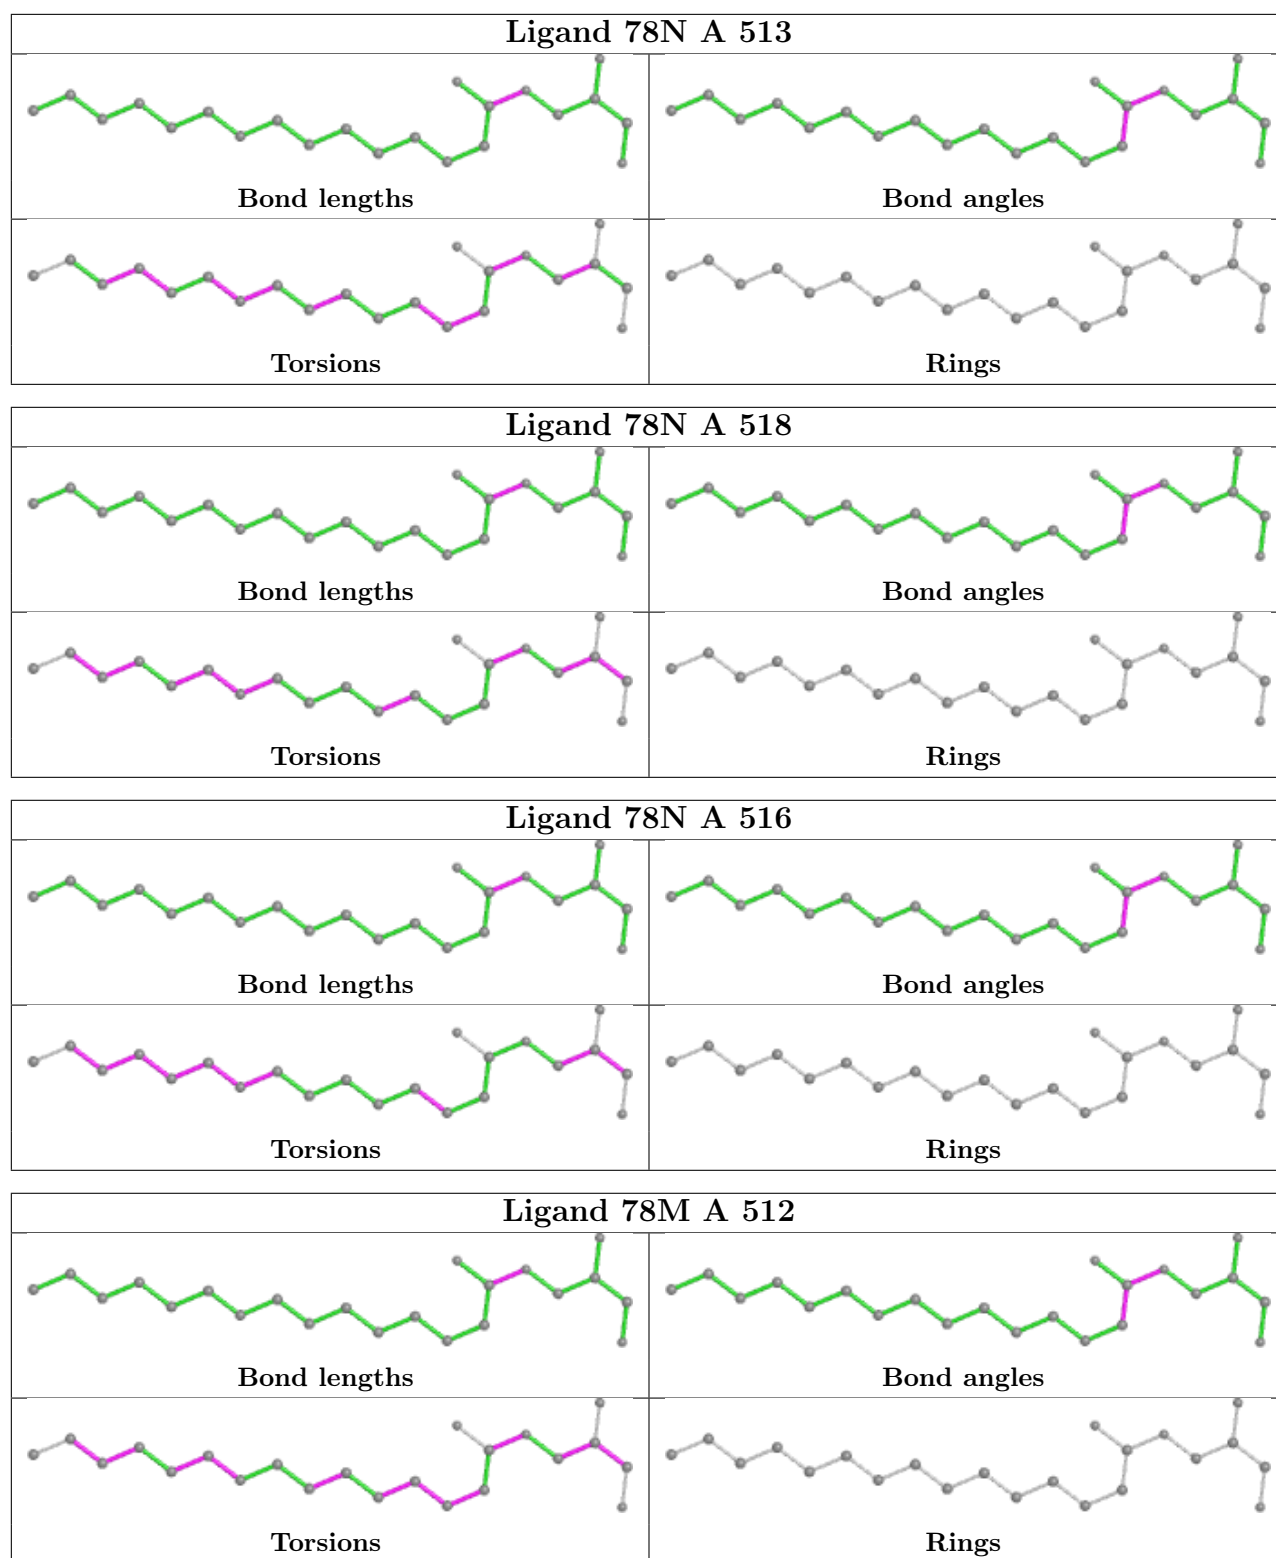 Ligand 78N A 513
Bond lengths
Bond angles
Torsions
Rings
Ligand 78N A 518
Bond lengths
Bond angles
Torsions
Rings
Ligand 78N A 516
Bond lengths
Bond angles
Torsions
Rings
Ligand 78M A 512
Bond lengths
Bond angles
Torsions
Rings